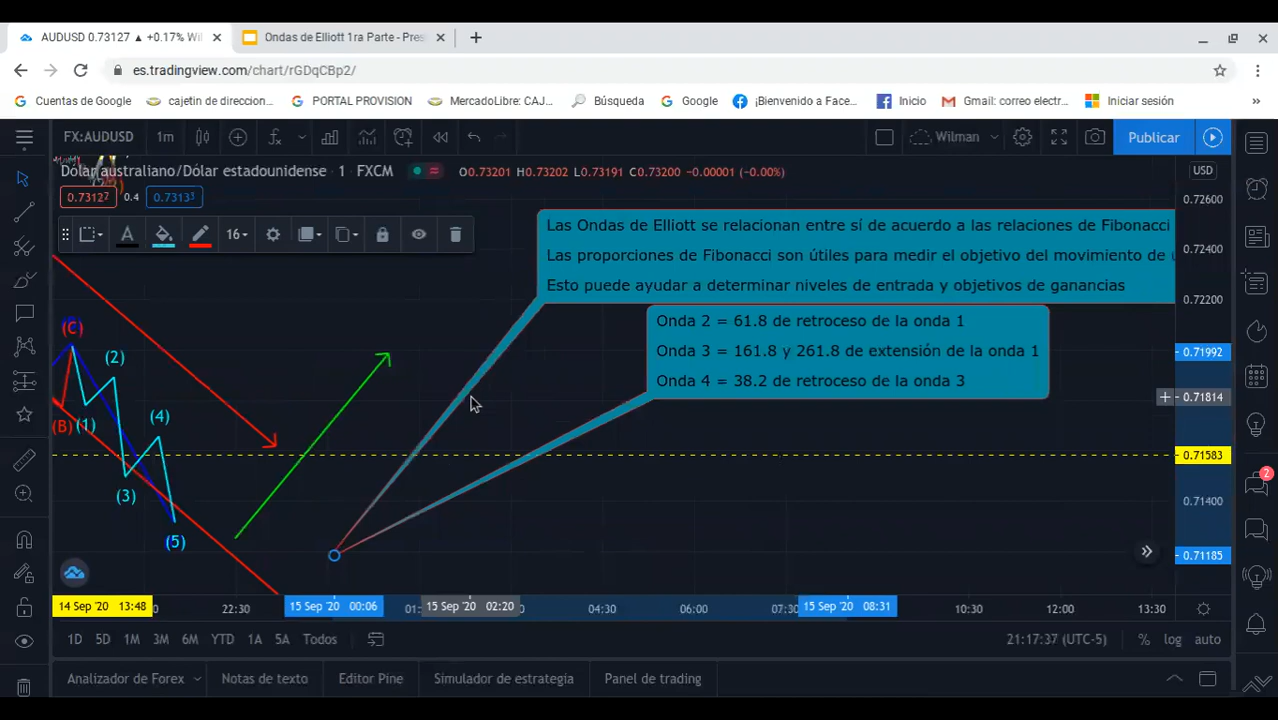 AUDUSD 0.73127 ▲ +0.17% Wil
Ondas de Elliott 1ra Parte - Pres
es.tradingview.com/chart/rGDqCBp2/
Cuentas de Google
cajetin de direccion...
PORTAL PROVISION
MercadoLibre: CAJ...
Búsqueda
Google
¡Bienvenido a Face...
Inicio
Gmail: correo electr...
Iniciar sesión
FX:AUDUSD
1m
Wilman
Publicar
Dólar australiano/Dólar estadounidense · 1 · FXCM
O0.73201 H0.73202 L0.73191 C0.73200 -0.00001 (-0.00%)
USD
0.73127
0.4
0.73133
16
Las Ondas de Elliott se relacionan entre sí de acuerdo a las relaciones de Fibonacci
Las proporciones de Fibonacci son útiles para medir el objetivo del movimiento de
Esto puede ayudar a determinar niveles de entrada y objetivos de ganancias
Onda 2 = 61.8 de retroceso de la onda 1
Onda 3 = 161.8 y 261.8 de extensión de la onda 1
Onda 4 = 38.2 de retroceso de la onda 3
(C)
(2)
(B)
(1)
(4)
(3)
(5)
0.72600
0.72400
0.72200
0.71992
0.71814
0.71583
0.71400
0.71185
2
14 Sep '20 13:48
22:30
15 Sep '20 00:06
01:
15 Sep '20 02:20
04:30
06:00
07:30
15 Sep '20 08:31
10:30
12:00
13:30
1D
5D
1M
3M
6M
YTD
1A
5A
Todos
21:17:37 (UTC-5)
%
log
auto
Analizador de Forex
Notas de texto
Editor Pine
Simulador de estrategia
Panel de trading